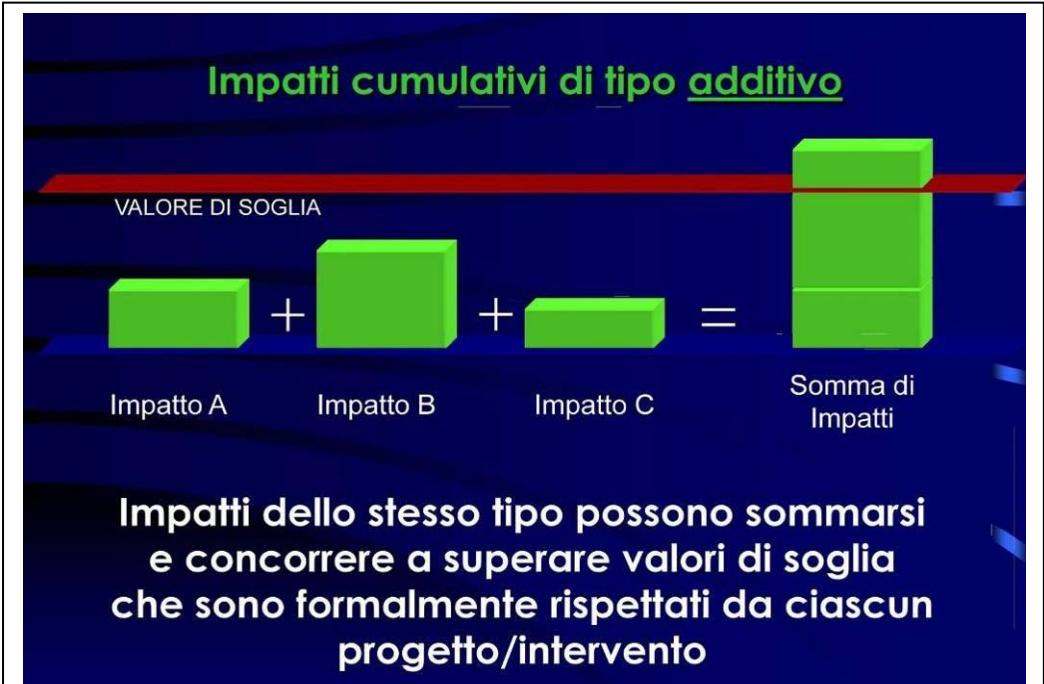 Impatti cumulativi di tipo additivo
VALORE DI SOGLIA
+ + =
Impatto A
Impatto B
Impatto C
Somma di
Impatti
Impatti dello stesso tipo possono sommarsi
e concorrere a superare valori di soglia
che sono formalmente rispettati da ciascun
progetto/intervento